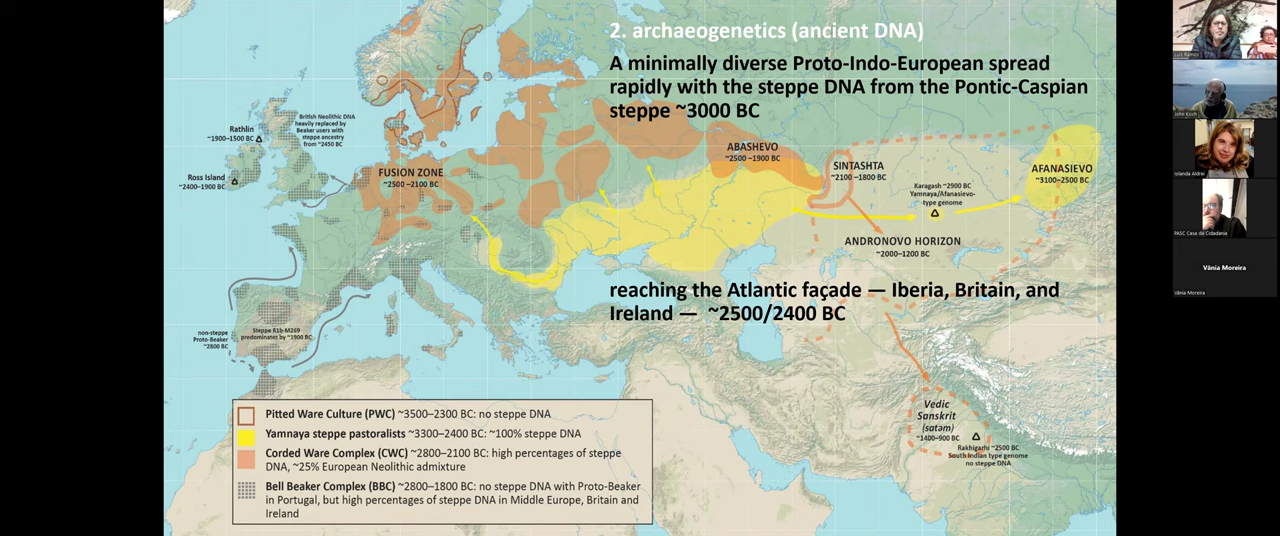 2. archaeogenetics (ancient DNA)
A minimally diverse Proto-Indo-European spread
rapidly with the steppe DNA from the Pontic-Caspian
steppe ~3000 BC
British Neolithic DNA
heavily replaced by
Beaker users with
steppe ancestry
from ~2450 BC
Rathlin
~1900–1500 BC
Ross Island
~2400–1900 BC
FUSION ZONE
~2500 –2100 BC
ABASHEVO
~2500 –1900 BC
SINTASHTA
~2100 –1800 BC
AFANASIEVO
~3100–2500 BC
Karagash ~2900 BC
Yamnaya/Afanasievo-
type genome
ANDRONOVO HORIZON
~2000–1200 BC
reaching the Atlantic façade — Iberia, Britain, and
Ireland — ~2500/2400 BC
non-steppe
Proto-Beaker
~2800 BC
Steppe R1b-M269
predominates by ~1900 BC
Vedic
Sanskrit
(satəm)
~1400–900 BC
Rakhigarhi ~2500 BC
South Indian type genome
no steppe DNA
Pitted Ware Culture (PWC) ~3500–2300 BC: no steppe DNA
Yamnaya steppe pastoralists ~3300–2400 BC: ~100% steppe DNA
Corded Ware Complex (CWC) ~2800–2100 BC: high percentages of steppe
DNA, ~25% European Neolithic admixture
Bell Beaker Complex (BBC) ~2800–1800 BC: no steppe DNA with Proto-Beaker
in Portugal, but high percentages of steppe DNA in Middle Europe, Britain and
Ireland
John Koch
Iolanda Aldrei
PASC Casa da Cidadania
Vânia Moreira
Vânia Moreira